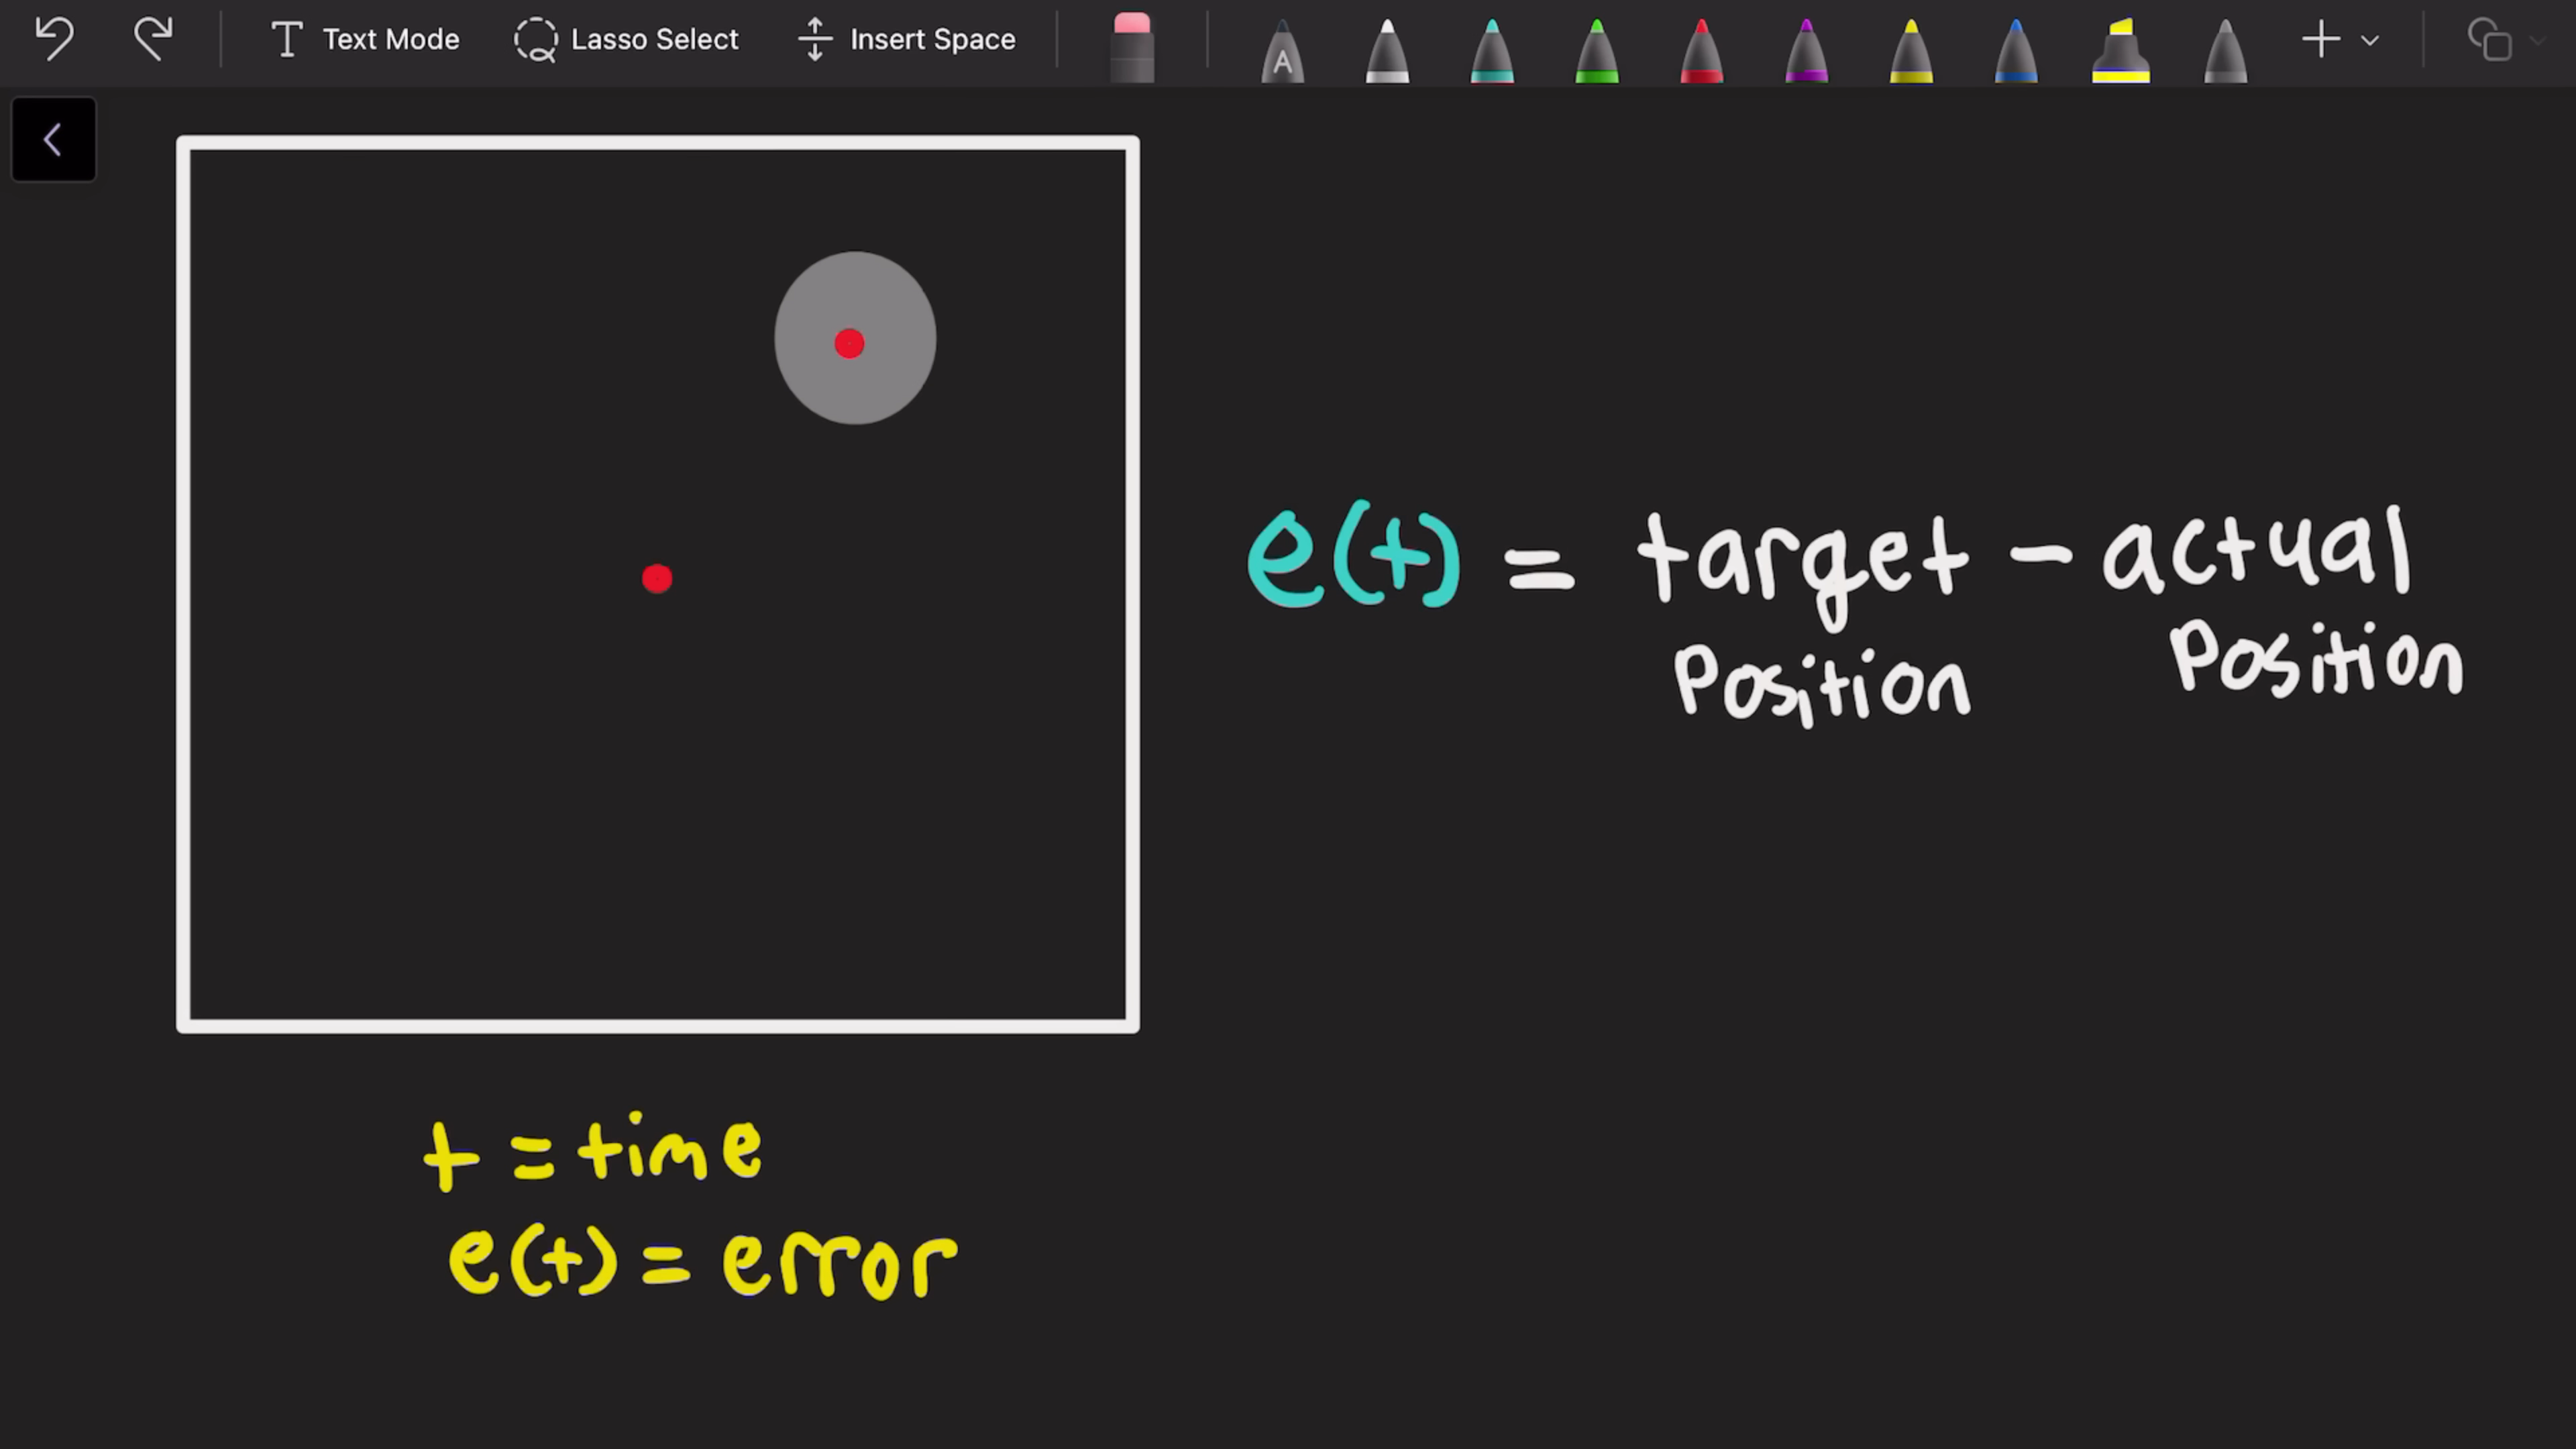 Text Mode Lasso Select Insert Space A
e(t) = target - actual
Position Position
t = time
e(t) = error